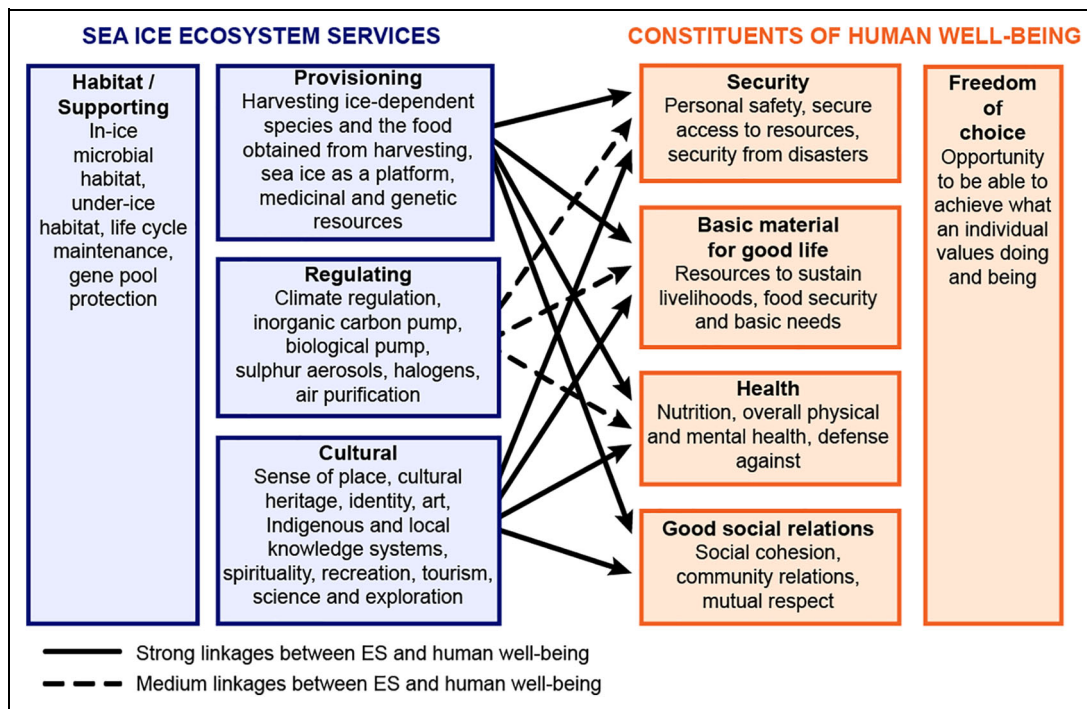 SEA ICE ECOSYSTEM SERVICES
Habitat /
Supporting
In-ice
microbial
habitat,
under-ice
habitat, life cycle
maintenance,
gene pool
protection
Provisioning
Harvesting ice-dependent
species and the food
obtained from harvesting,
sea ice as a platform,
medicinal and genetic
resources
Regulating
Climate regulation,
inorganic carbon pump,
biological pump,
sulphur aerosols, halogens,
air purification
Cultural
Sense of place, cultural
heritage, identity, art,
Indigenous and local
knowledge systems,
spirituality, recreation, tourism,
science and exploration
CONSTITUENTS OF HUMAN WELL-BEING
Security
Personal safety, secure
access to resources,
security from disasters
Basic material
for good life
Resources to sustain
livelihoods, food security
and basic needs
Health
Nutrition, overall physical
and mental health, defense
against
Good social relations
Social cohesion,
community relations,
mutual respect
Freedom
of
choice
Opportunity
to be able to
achieve what
an individual
values doing
and being
Strong linkages between ES and human well-being
Medium linkages between ES and human well-being